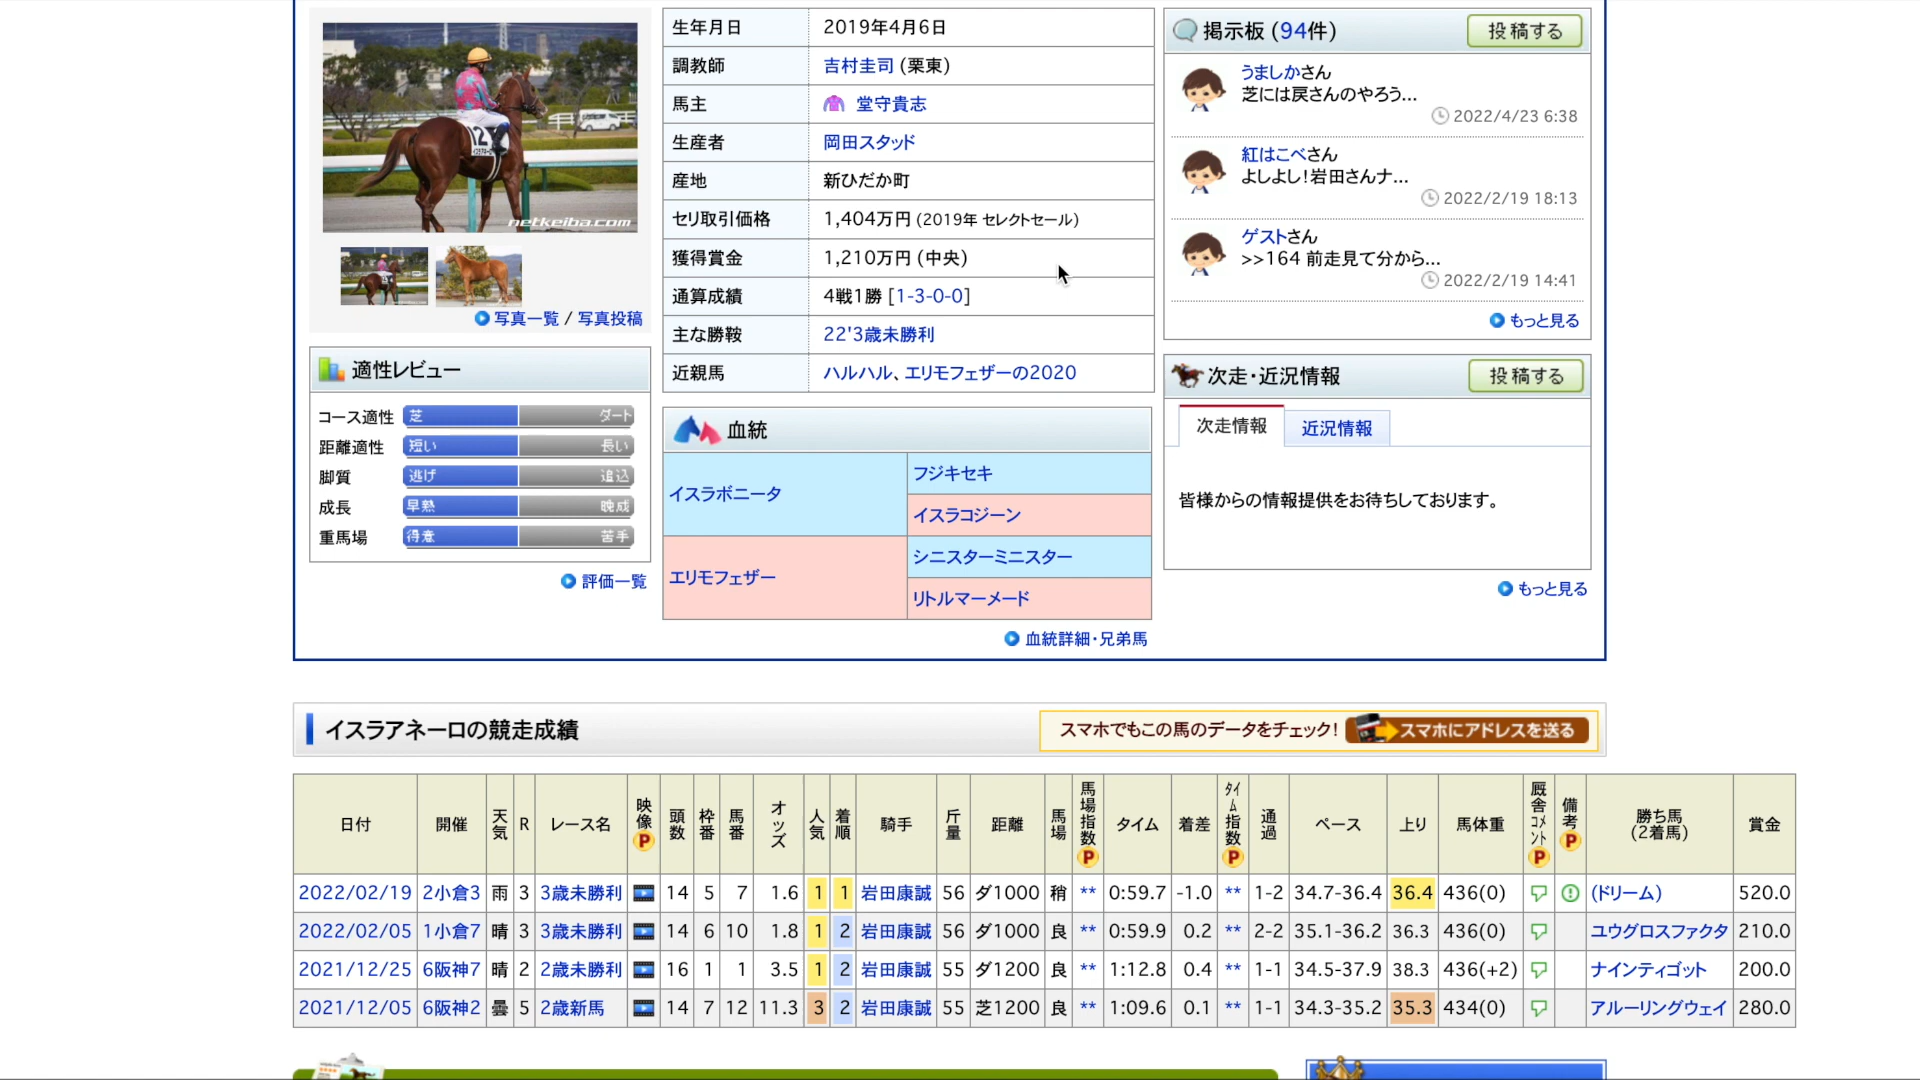 12
netkeiba.com
写真一覧 / 写真投稿
適性レビュー
コース適性 芝 ダート
距離適性 短い 長い
脚質 逃げ 追込
成長 早熟 晩成
重馬場 得意 苦手
評価一覧
生年月日 2019年4月6日
調教師 吉村圭司 (栗東)
馬主 堂守貴志
生産者 岡田スタッド
産地 新ひだか町
セリ取引価格 1,404万円 (2019年 セレクトセール)
獲得賞金 1,210万円 (中央)
通算成績 4戦1勝 [1-3-0-0]
主な勝鞍 22'3歳未勝利
近親馬 ハルハル、エリモフェザーの2020
血統
イスラボニータ
フジキセキ
イスラコジーン
エリモフェザー
シニスターミニスター
リトルマーメード
血統詳細・兄弟馬
掲示板 (94件) 投稿する
うましかさん
芝には戻さんのやろう...
2022/4/23 6:38
紅はこべさん
よしよし!岩田さんナ...
2022/2/19 18:13
ゲストさん
>>164 前走見て分から...
2022/2/19 14:41
もっと見る
次走・近況情報 投稿する
次走情報 近況情報
皆様からの情報提供をお待ちしております。
もっと見る
イスラアネーロの競走成績
スマホでもこの馬のデータをチェック! スマホにアドレスを送る
日付 開催 天気 R レース名 映像 P 頭数 枠番 馬番 オッズ 人気 着順 騎手 斤量 距離 馬場 馬場指数 P タイム 着差 タイム指数 P 通過 ペース 上り 馬体重 厩舎コメント P 備考 P 勝ち馬(2着馬) 賞金
2022/02/19 2小倉3 雨 3 3歳未勝利 14 5 7 1.6 1 1 岩田康誠 56 ダ1000 稍 ** 0:59.7 -1.0 ** 1-2 34.7-36.4 36.4 436(0) (ドリーム) 520.0
2022/02/05 1小倉7 晴 3 3歳未勝利 14 6 10 1.8 1 2 岩田康誠 56 ダ1000 良 ** 0:59.9 0.2 ** 2-2 35.1-36.2 36.3 436(0) ユウグロスファクタ 210.0
2021/12/25 6阪神7 晴 2 2歳未勝利 16 1 1 3.5 1 2 岩田康誠 55 ダ1200 良 ** 1:12.8 0.4 ** 1-1 34.5-37.9 38.3 436(+2) ナインティゴット 200.0
2021/12/05 6阪神2 曇 5 2歳新馬 14 7 12 11.3 3 2 岩田康誠 55 芝1200 良 ** 1:09.6 0.1 ** 1-1 34.3-35.2 35.3 434(0) アルーリングウェイ 280.0